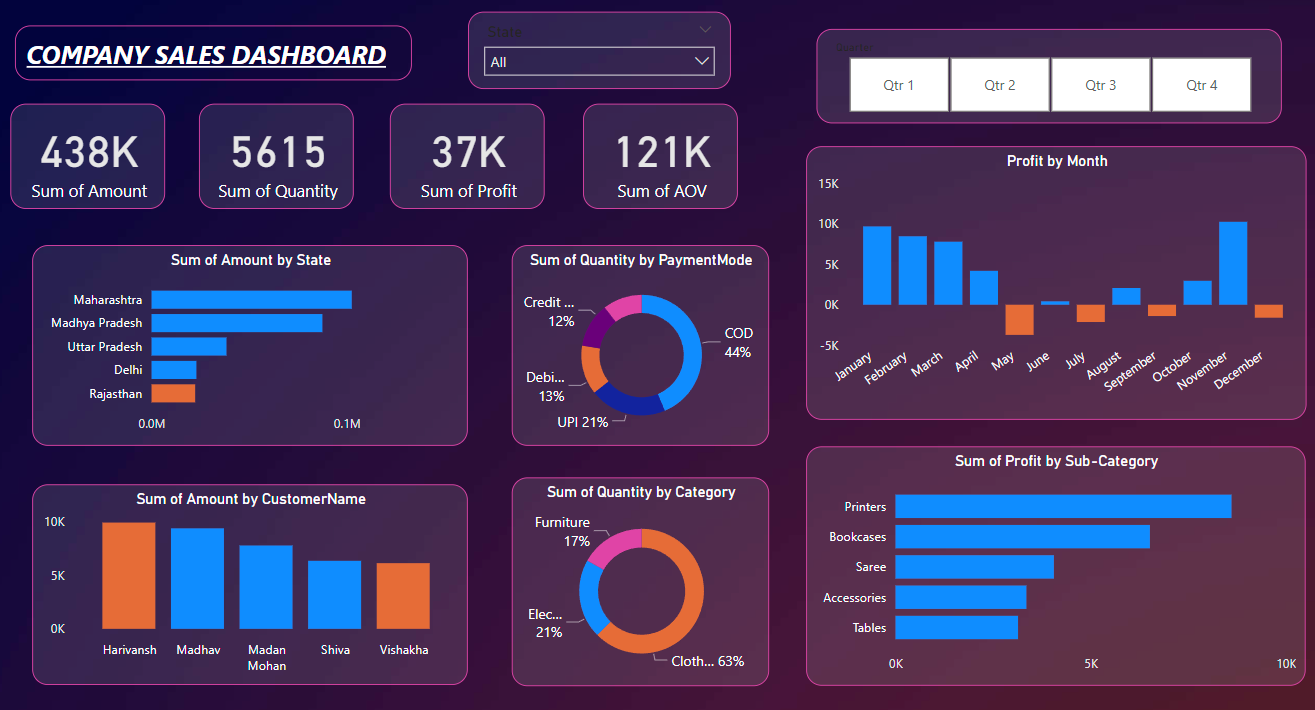 COMPANY SALES DASHBOARD
State
All
Quarter
Qtr 1
Qtr 2
Qtr 3
Qtr 4
438K
Sum of Amount
5615
Sum of Quantity
37K
Sum of Profit
121K
Sum of AOV
Profit by Month
15K
10K
5K
0K
-5K
January
February
March
April
May
June
July
August
September
October
November
December
Sum of Amount by State
Maharashtra
Madhya Pradesh
Uttar Pradesh
Delhi
Rajasthan
0.0M
0.1M
Sum of Quantity by PaymentMode
Credit ...
12%
COD
44%
Debi...
13%
UPI 21%
Sum of Profit by Sub-Category
Printers
Bookcases
Saree
Accessories
Tables
0K
5K
10K
Sum of Amount by CustomerName
10K
5K
0K
Harivansh
Madhav
Madan
Mohan
Shiva
Vishakha
Sum of Quantity by Category
Furniture
17%
Elec...
21%
Cloth... 63%